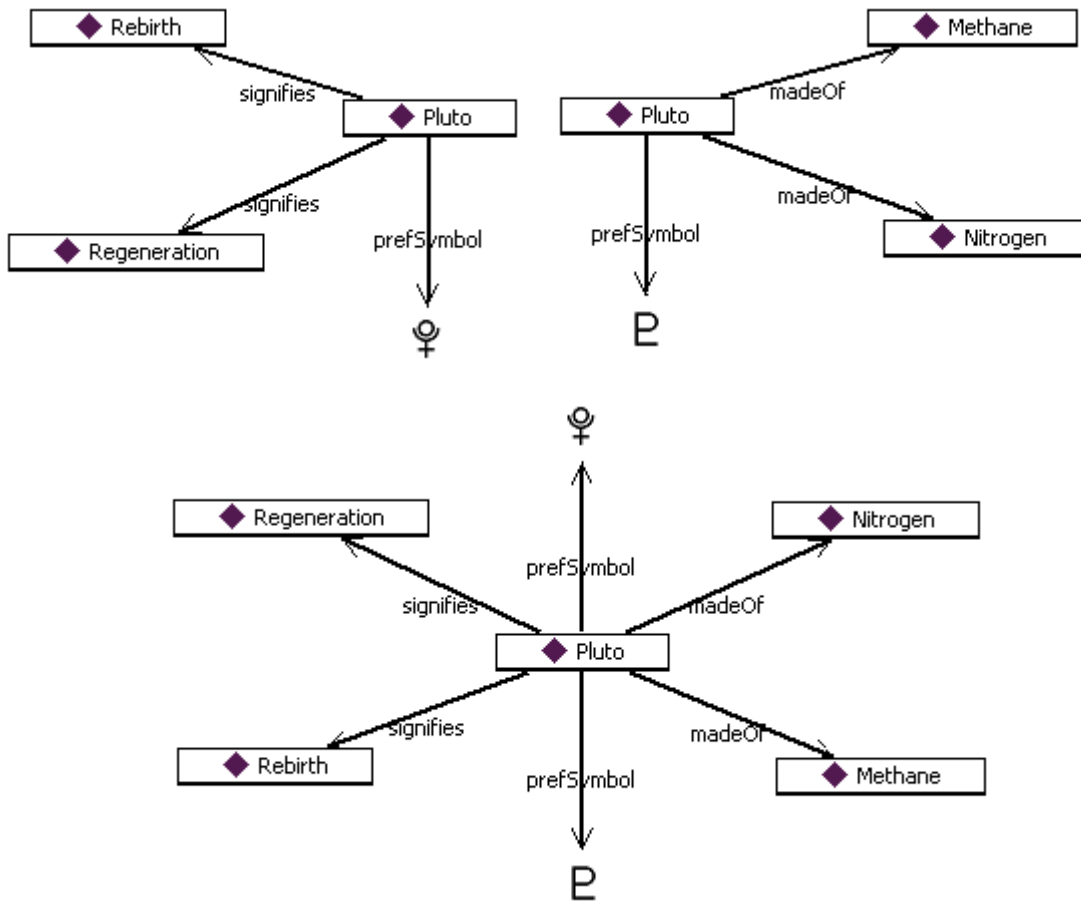 Rebirth
Methane
signifies
madeOf
Pluto
Pluto
signifies
madeOf
Regeneration
prefSymbol
prefSymbol
Nitrogen
⯓
♇
⯓
Regeneration
Nitrogen
prefSymbol
signifies
madeOf
Pluto
signifies
madeOf
Rebirth
prefSymbol
Methane
♇